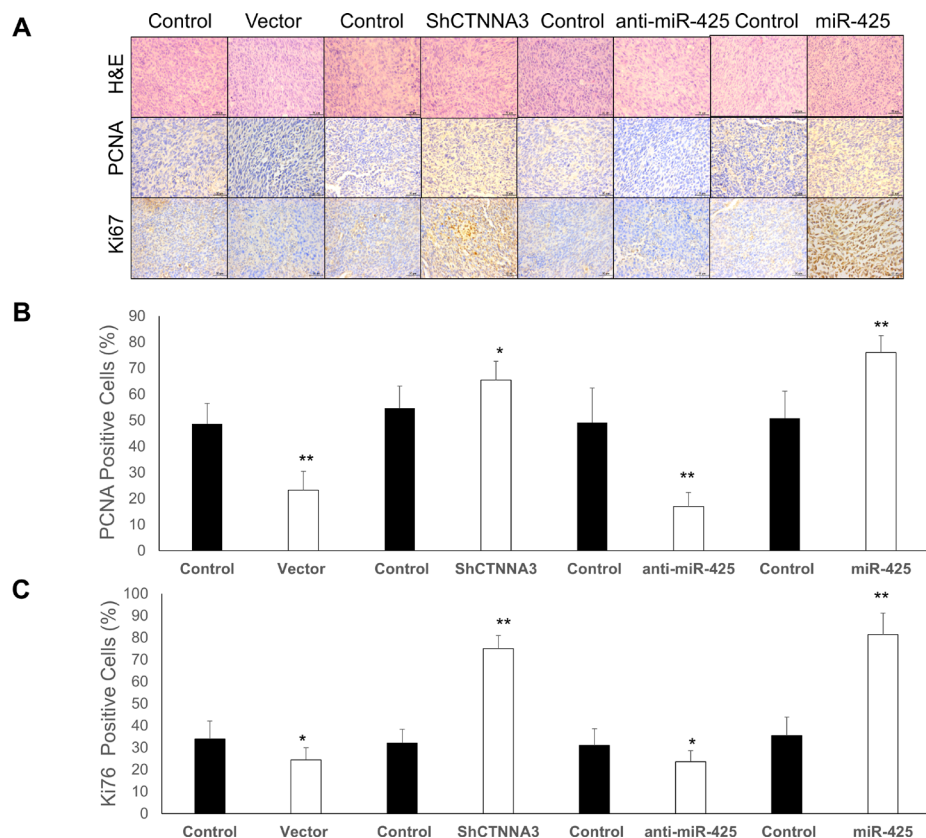 A
Control Vector Control ShCTNNA3 Control anti-miR-425 Control miR-425
H&E
PCNA
Ki67
B
PCNA Positive Cells (%)
90
80
70
60
50
40
30
20
10
0
** * ** **
Control Vector Control ShCTNNA3 Control anti-miR-425 Control miR-425
C
Ki76 Positive Cells (%)
100
90
80
70
60
50
40
30
20
10
0
* ** * **
Control Vector Control ShCTNNA3 Control anti-miR-425 Control miR-425